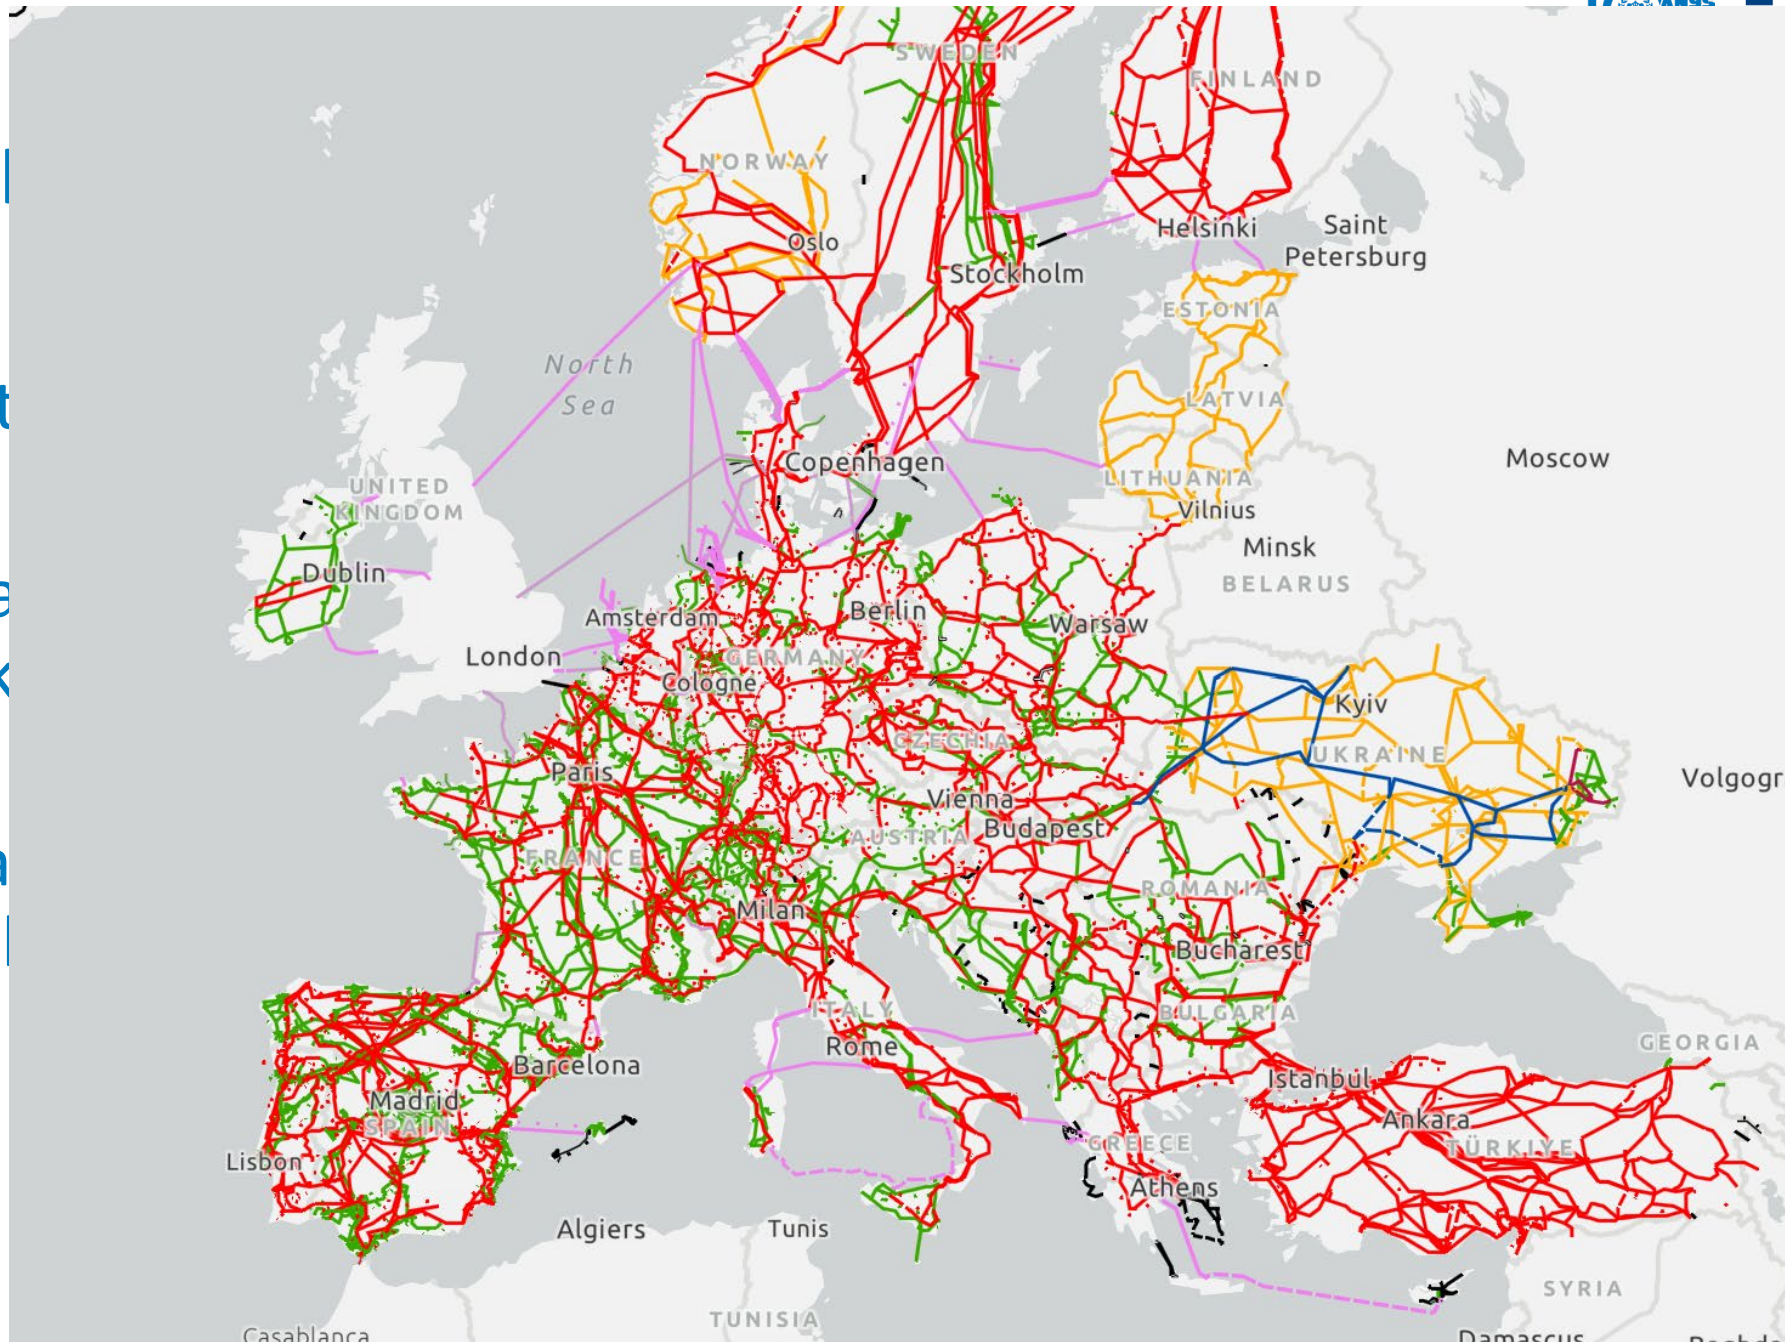 SWEDEN
FINLAND
NORWAY
Oslo
Helsinki
Saint
Petersburg
Stockholm
ESTONIA
North
Sea
LATVIA
Copenhagen
Moscow
LITHUANIA
UNITED
KINGDOM
Vilnius
Minsk
BELARUS
Dublin
Amsterdam
Berlin
Warsaw
London
GERMANY
Cologne
Kyiv
CZECHIA
UKRAINE
Paris
Volgogr
Vienna
Budapest
AUSTRIA
FRANCE
ROMANIA
Milan
Bucharest
ITALY
BULGARIA
Rome
GEORGIA
Barcelona
Istanbul
Madrid
SPAIN
Ankara
TÜRKIYE
GREECE
Lisbon
Athens
Algiers
Tunis
SYRIA
TUNISIA
Casablanca
Damascus